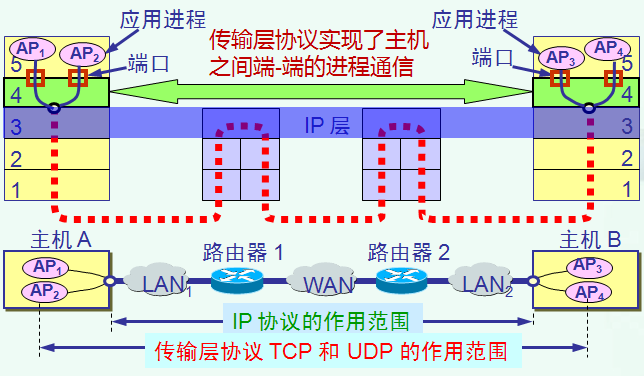 应用进程
应用进程
传输层协议实现了主机
之间端-端的进程通信
AP1
AP2
AP3
AP4
端口
端口
5
5
4
4
3
IP 层
3
2
2
1
1
主机 A
路由器 1
路由器 2
主机 B
AP1
AP2
LAN1
WAN
LAN2
AP3
AP4
IP 协议的作用范围
传输层协议 TCP 和 UDP 的作用范围